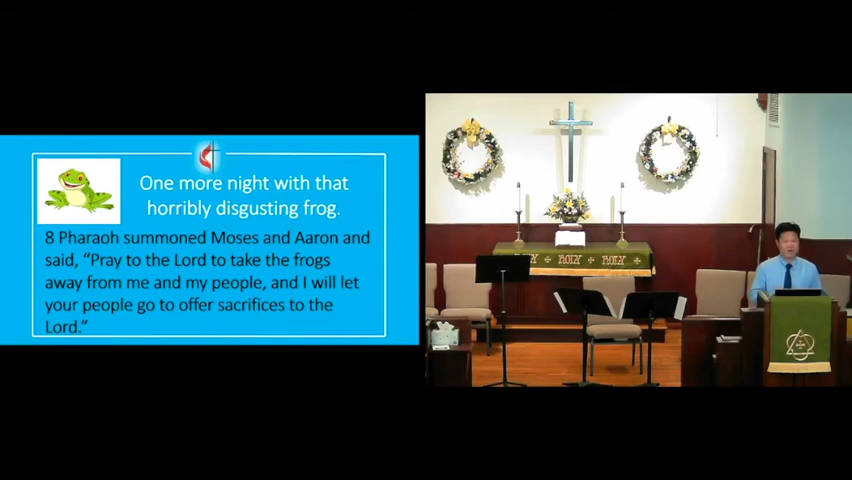 One more night with that
horribly disgusting frog.
8 Pharaoh summoned Moses and Aaron and
said, “Pray to the Lord to take the frogs
away from me and my people, and I will let
your people go to offer sacrifices to the
Lord.”
HOLY HOLY